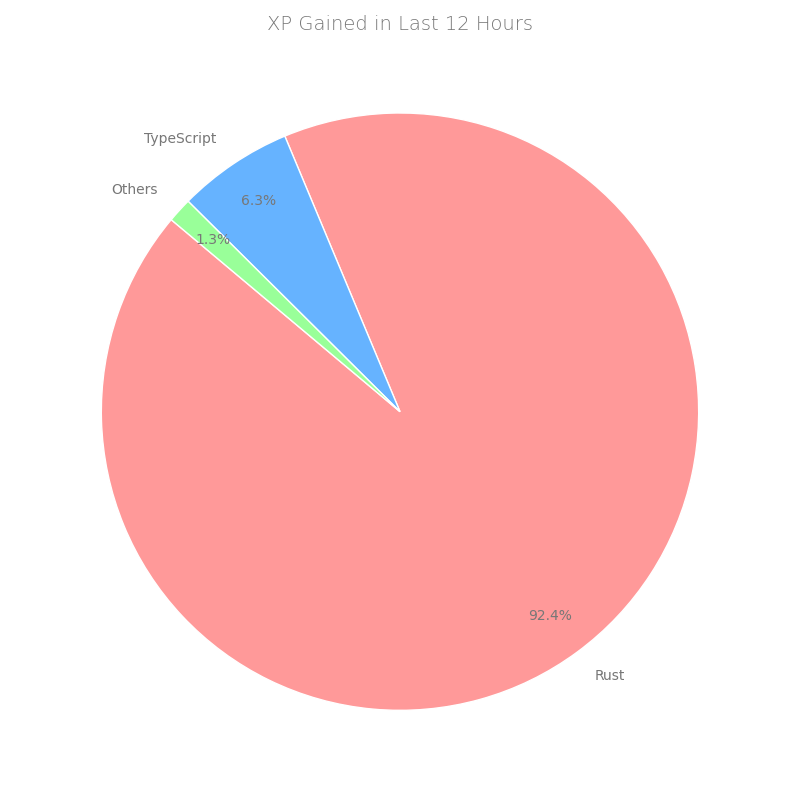 XP Gained in Last 12 Hours
TypeScript
Others
6.3%
1.3%
92.4%
Rust